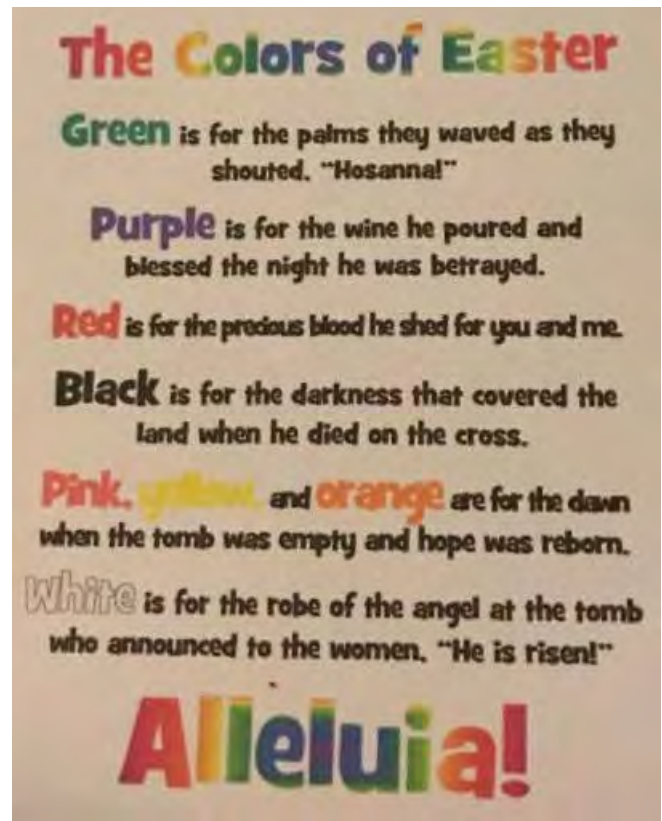 The Colors of Easter
Green is for the palms they waved as they
shouted, "Hosanna!"
Purple is for the wine he poured and
blessed the night he was betrayed.
Red is for the precious blood he shed for you and me.
Black is for the darkness that covered the
land when he died on the cross.
Pink, yellow, and orange are for the dawn
when the tomb was empty and hope was reborn.
White is for the robe of the angel at the tomb
who announced to the women, "He is risen!"
Alleluia!